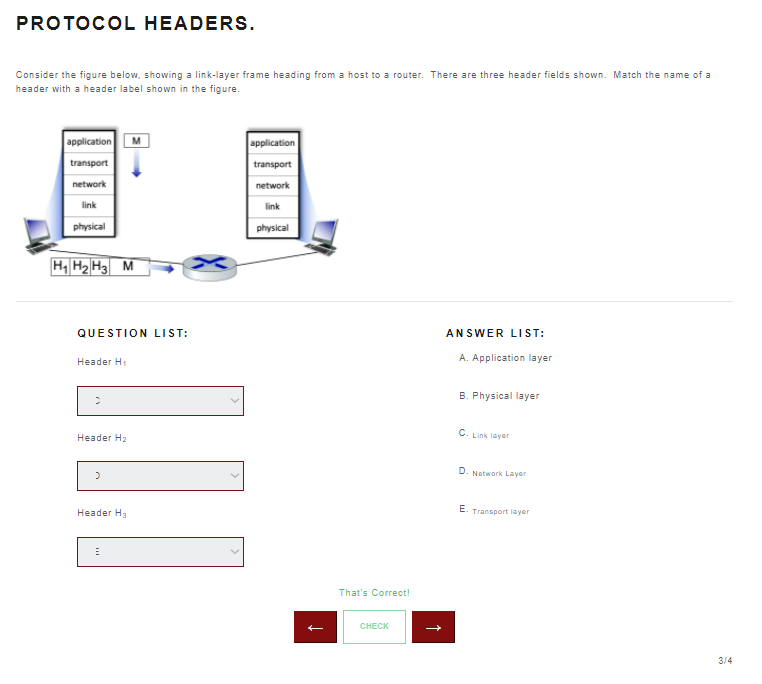 PROTOCOL HEADERS.
Consider the figure below, showing a link-layer frame heading from a host to a router. There are three header fields shown. Match the name of a
header with a header label shown in the figure.
application M application
transport transport
network network
link link
physical physical
H1 H2 H3 M
QUESTION LIST:
Header H1
Header H2
Header H3
ANSWER LIST:
A. Application layer
B. Physical layer
C. Link layer
D. Network Layer
E. Transport layer
That's Correct!
← CHECK →
3/4